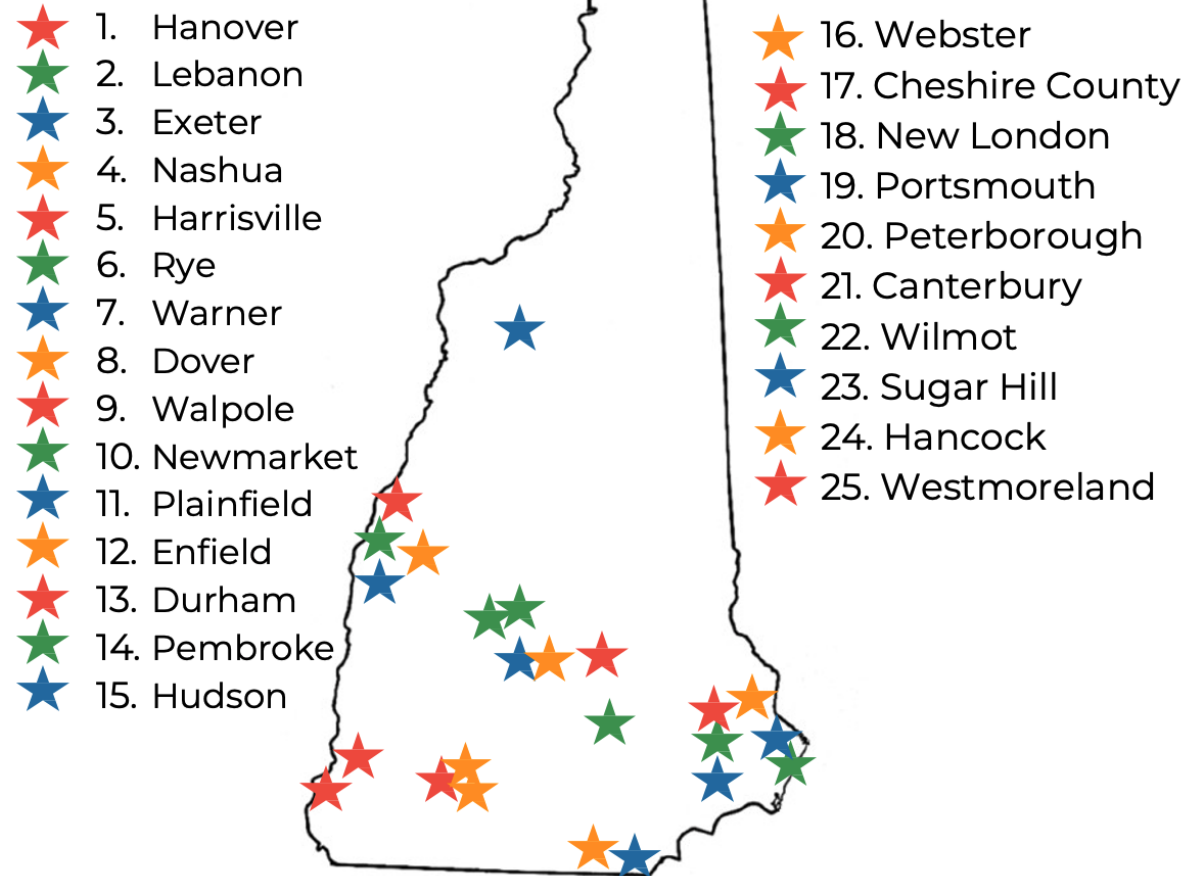 1. Hanover
2. Lebanon
3. Exeter
4. Nashua
5. Harrisville
6. Rye
7. Warner
8. Dover
9. Walpole
10. Newmarket
11. Plainfield
12. Enfield
13. Durham
14. Pembroke
15. Hudson
16. Webster
17. Cheshire County
18. New London
19. Portsmouth
20. Peterborough
21. Canterbury
22. Wilmot
23. Sugar Hill
24. Hancock
25. Westmoreland